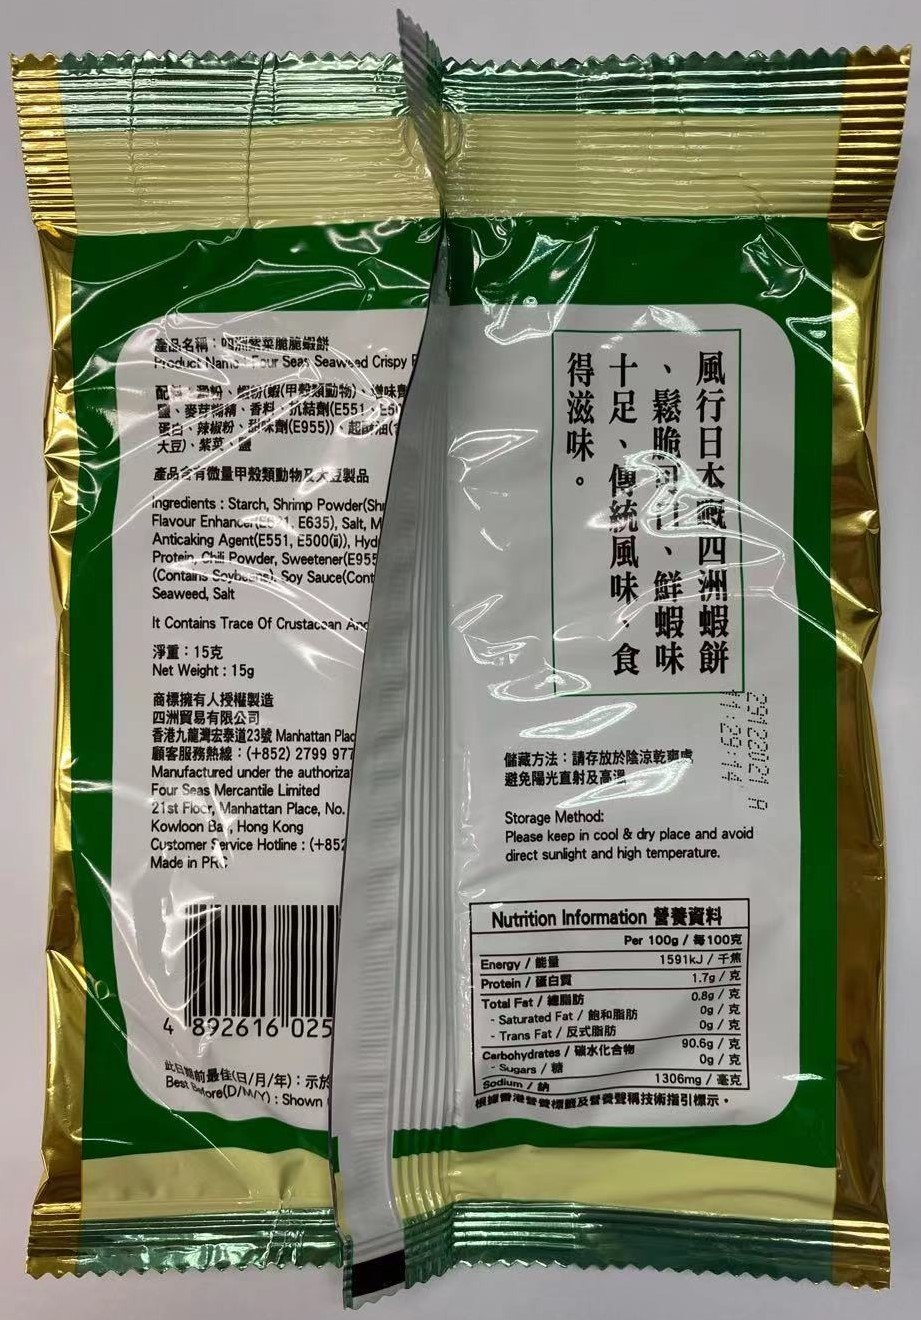 產品名稱：四洲紫菜脆脆蝦餅
Product Name : Four Seas Seaweed Crispy
配料：澱粉、蝦粉(蝦(甲殼類動物)、增味劑
鹽、麥芽糊精、香料、抗結劑(E551、E50
蛋白、辣椒粉、甜味劑(E955))、起酥油(含
大豆)、紫菜、鹽
產品含有微量甲殼類動物及大豆製品
Ingredients : Starch, Shrimp Powder(Shr
Flavour Enhancer(E621, E635), Salt, M
Anticaking Agent(E551, E500(ii)), Hyd
Protein, Chili Powder, Sweetener(E955
(Contains Soybeans), Soy Sauce(Cont
Seaweed, Salt
It Contains Trace Of Crustacean And
淨重：15克
Net Weight : 15g
商標擁有人授權製造
四洲貿易有限公司
香港九龍灣宏泰道23號 Manhattan Plac
顧客服務熱線：(+852) 2799 977
Manufactured under the authoriza
Four Seas Mercantile Limited
21st Floor, Manhattan Place, No.
Kowloon Bay, Hong Kong
Customer Service Hotline : (+852
Made in PRC
4 892616 025
此日期前最佳(日/月/年)：示於
Best Before(D/M/Y) : Shown
風行日本嘅四洲蝦餅
、鬆脆可口、鮮蝦味
十足、傳統風味、食
得滋味。
29122021 A
11:29:14
儲藏方法：請存放於陰涼乾爽處
避免陽光直射及高溫
Storage Method:
Please keep in cool & dry place and avoid
direct sunlight and high temperature.
Nutrition Information 營養資料
Per 100g / 每100克
Energy / 能量 1591kJ / 千焦
Protein / 蛋白質 1.7g / 克
Total Fat / 總脂肪 0.8g / 克
- Saturated Fat / 飽和脂肪 0g / 克
- Trans Fat / 反式脂肪 0g / 克
Carbohydrates / 碳水化合物 90.6g / 克
- Sugars / 糖 0g / 克
Sodium / 鈉 1306mg / 毫克
根據香港營養標籤及營養聲稱技術指引標示。